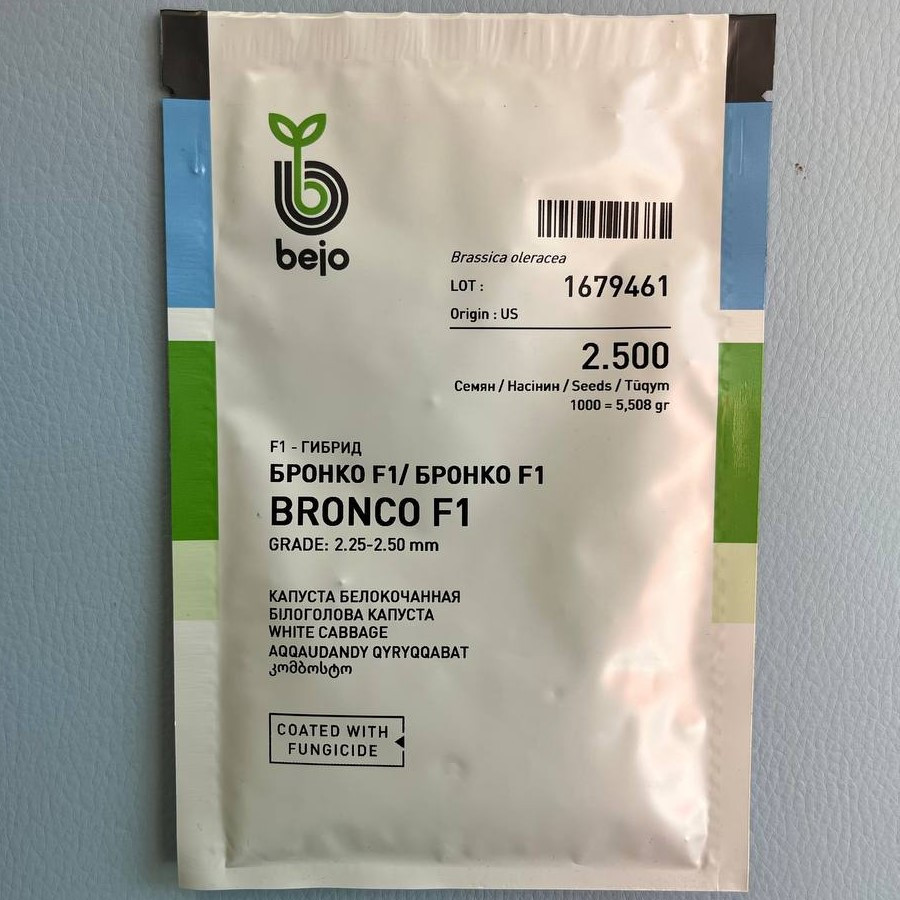 bejo
Brassica oleracea
LOT : 1679461
Origin : US
2.500
Семян / Насінин / Seeds / Tūqym
1000 = 5,508 gr
F1 - ГИБРИД
БРОНКО F1/ БРОНКО F1
BRONCO F1
GRADE: 2.25-2.50 mm
КАПУСТА БЕЛОКОЧАННАЯ
БІЛОГОЛОВА КАПУСТА
WHITE CABBAGE
AQQAUDANDY QYRYQQABAT
კომბოსტო
COATED WITH
FUNGICIDE